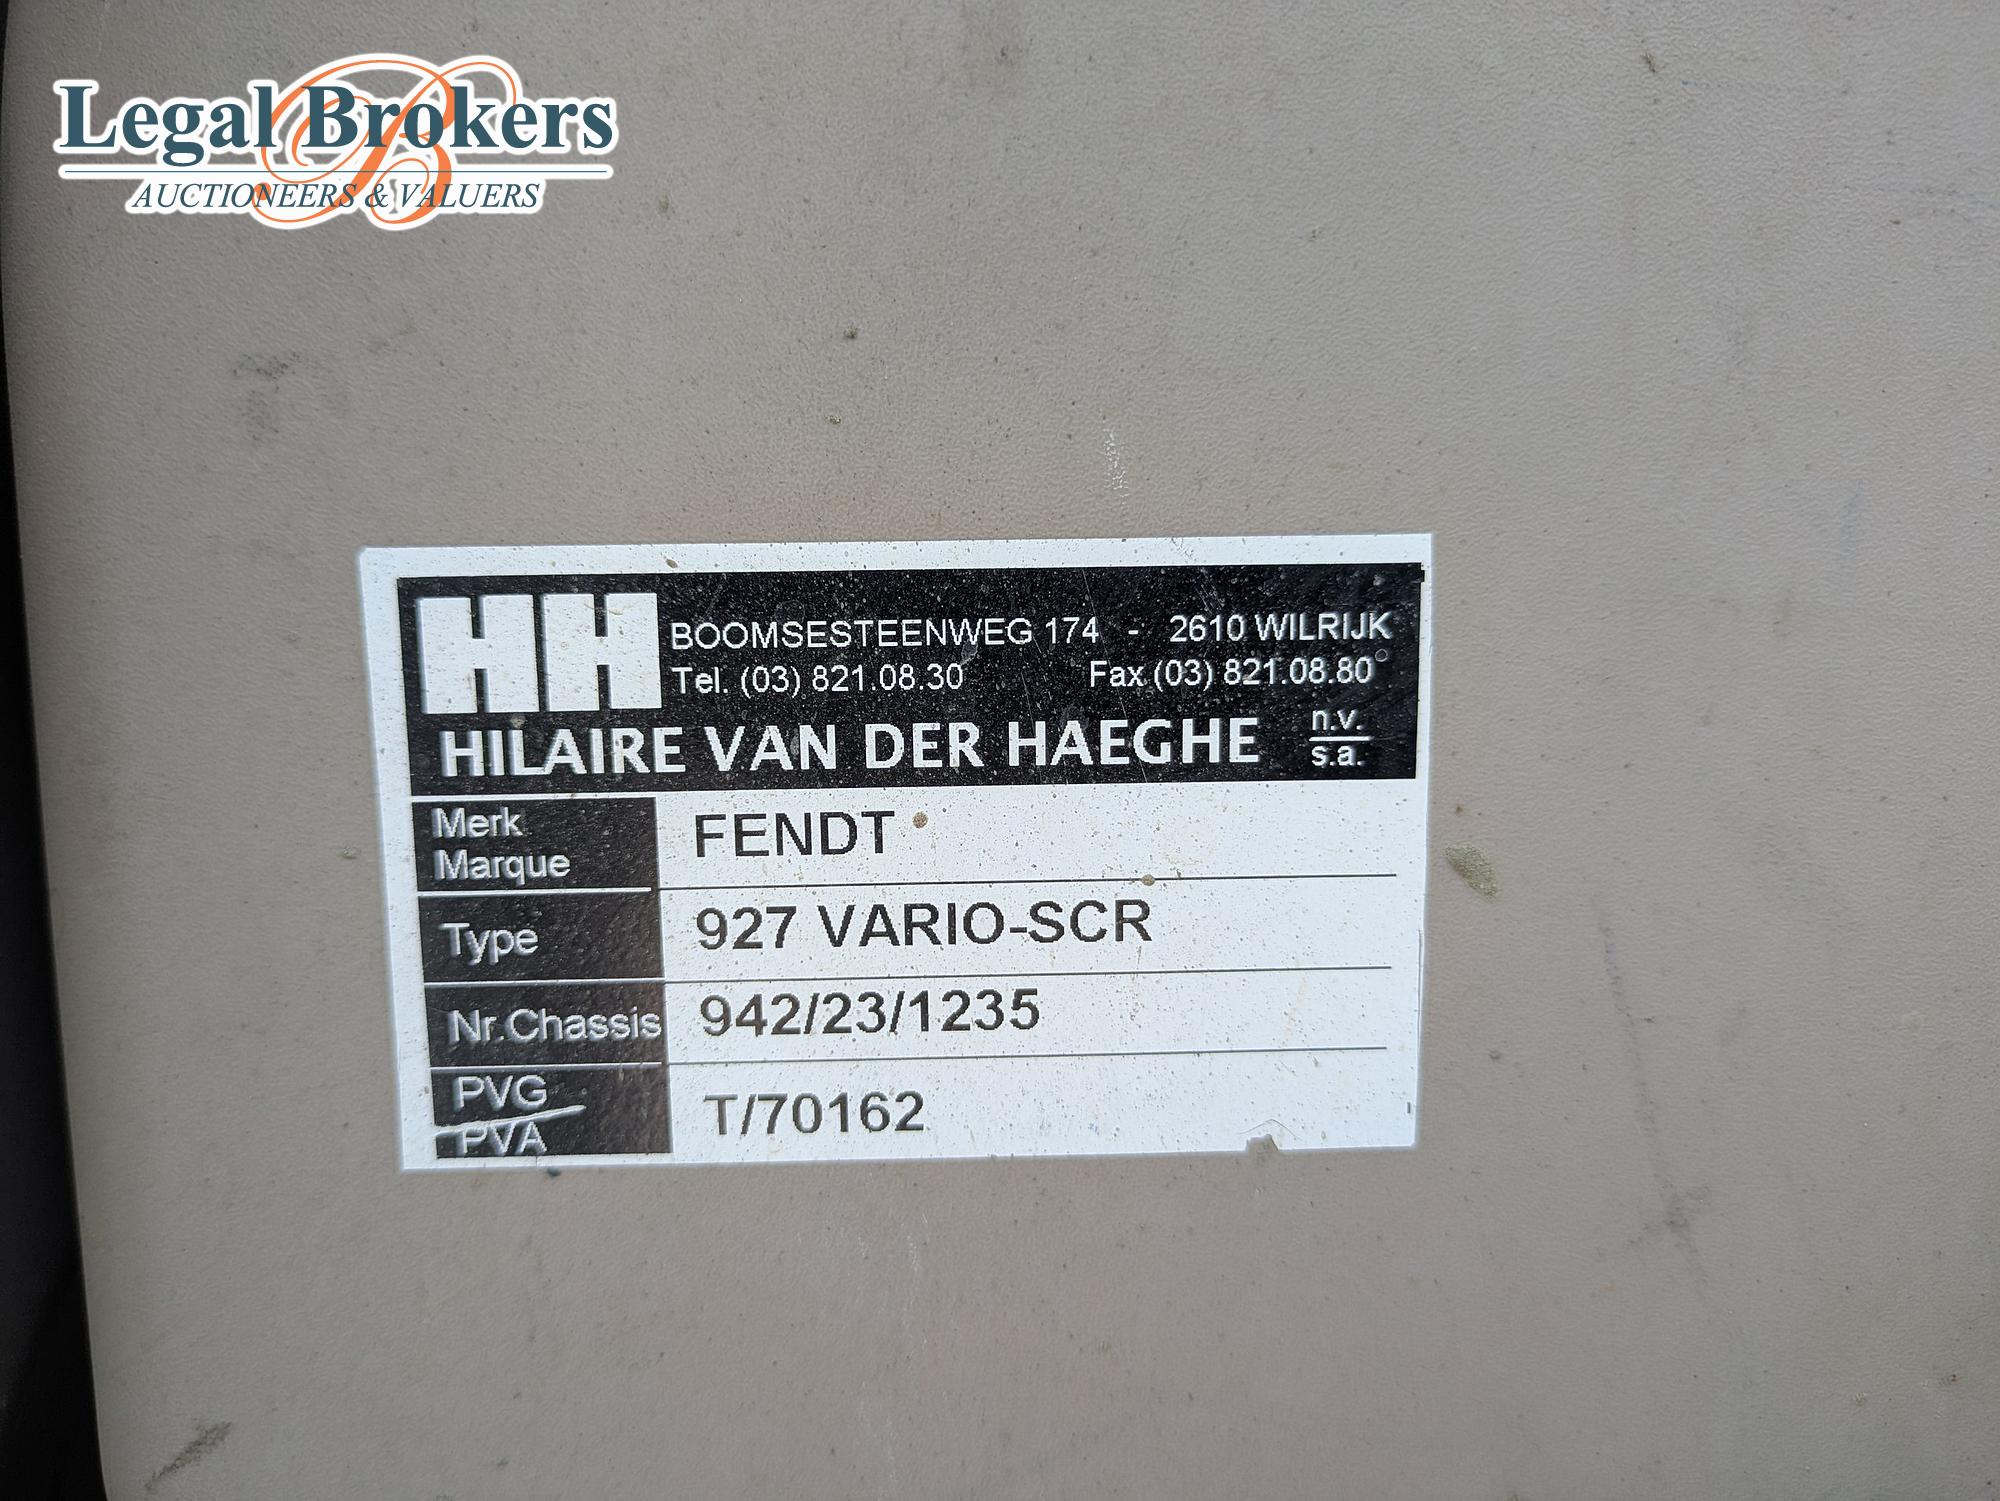 Legal Brokers
AUCTIONEERS & VALUERS
HH
BOOMSESTEENWEG 174 - 2610 WILRIJK
Tel. (03) 821.08.30 Fax (03) 821.08.80
HILAIRE VAN DER HAEGHE n.v.
s.a.
Merk
Marque
FENDT
Type 927 VARIO-SCR
Nr.Chassis 942/23/1235
PVG
PVA
T/70162